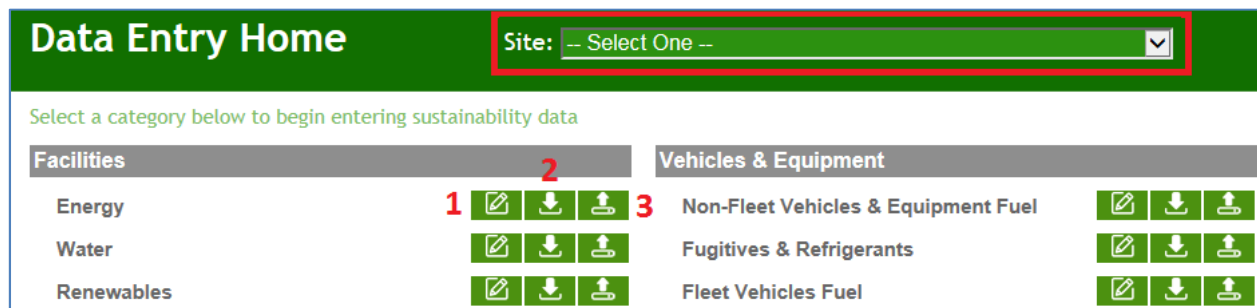 Data Entry Home
Site: -- Select One --
Select a category below to begin entering sustainability data
Facilities
2
Energy
1
3
Water
Renewables
Vehicles & Equipment
Non-Fleet Vehicles & Equipment Fuel
Fugitives & Refrigerants
Fleet Vehicles Fuel